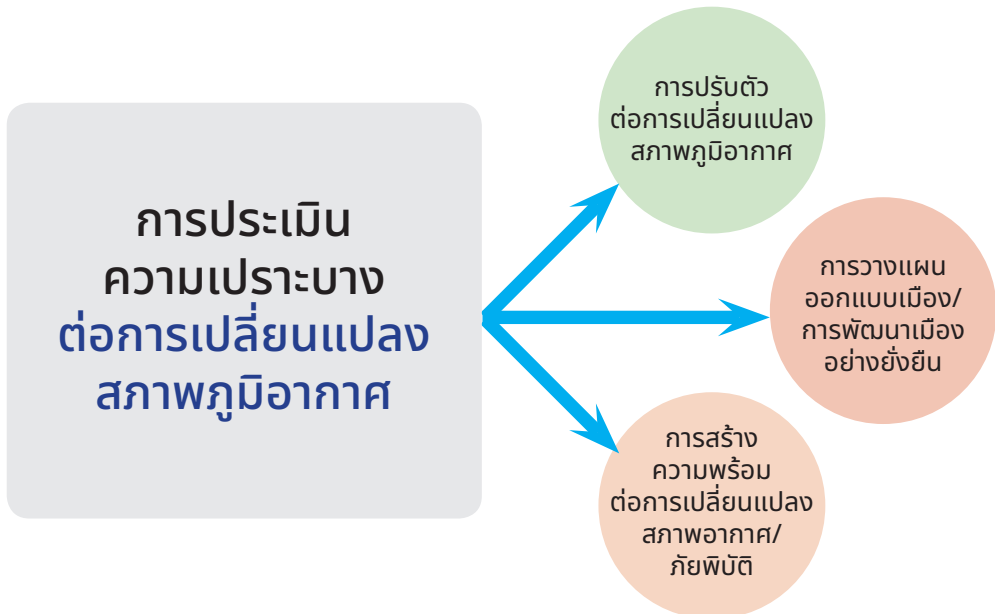 การประเมิน
ความเปราะบาง
ต่อการเปลี่ยนแปลง
สภาพภูมิอากาศ
การปรับตัว
ต่อการเปลี่ยนแปลง
สภาพภูมิอากาศ
การวางแผน
ออกแบบเมือง/
การพัฒนาเมือง
อย่างยั่งยืน
การสร้าง
ความพร้อม
ต่อการเปลี่ยนแปลง
สภาพอากาศ/
ภัยพิบัติ